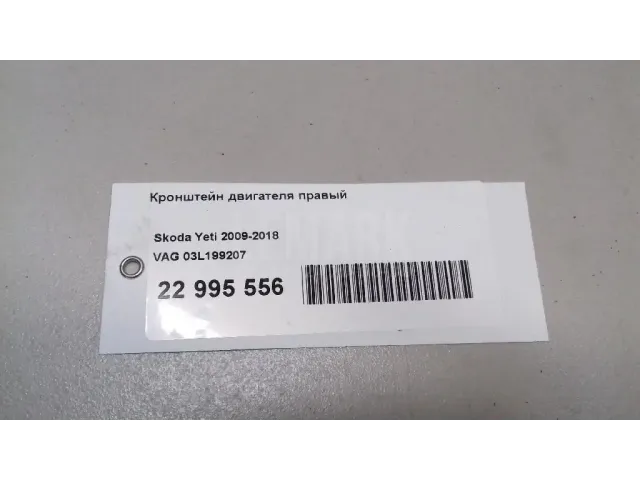 Кронштейн двигателя правый
Skoda Yeti 2009-2018
VAG 03L199207
22 995 556